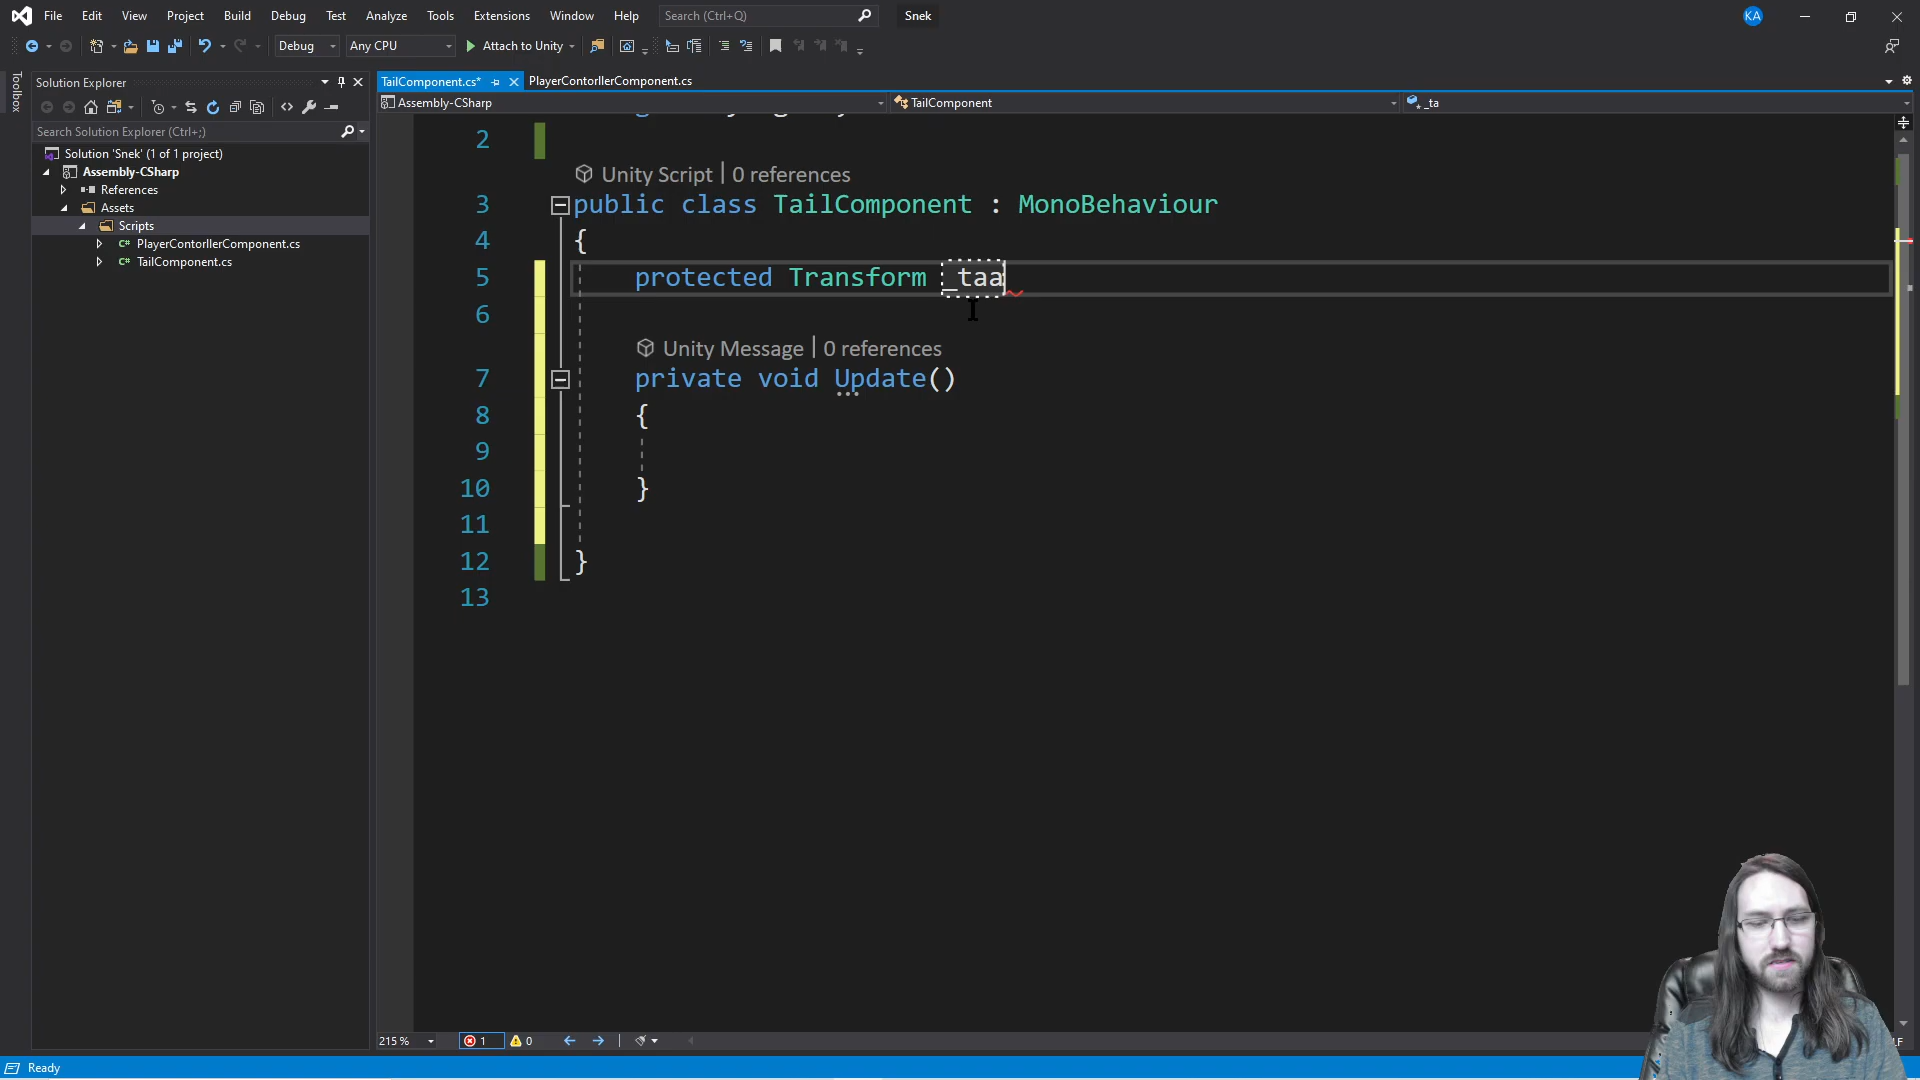 File Edit View Project Build Debug Test Analyze Tools Extensions Window Help Search (Ctrl+Q) Snek KA
Debug Any CPU Attach to Unity
Toolbox
Solution Explorer
Search Solution Explorer (Ctrl+;)
Solution 'Snek' (1 of 1 project)
Assembly-CSharp
References
Assets
Scripts
C# PlayerContorllerComponent.cs
C# TailComponent.cs
TailComponent.cs* PlayerContorllerComponent.cs
Assembly-CSharp TailComponent _ta
2
Unity Script | 0 references
3 public class TailComponent : MonoBehaviour
4 {
5 protected Transform _taa
6
Unity Message | 0 references
7 private void Update()
8 {
9
10 }
11
12 }
13
215 % 1 0
Ready